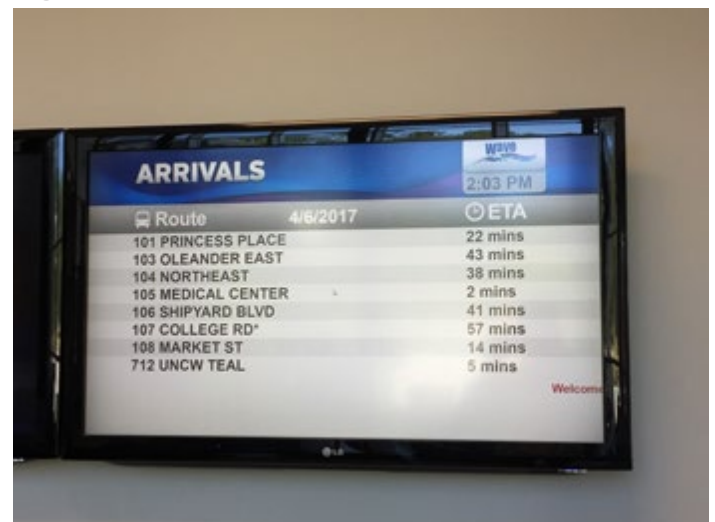 Wave
ARRIVALS
2:03 PM
Route 4/6/2017 ETA
101 PRINCESS PLACE 22 mins
103 OLEANDER EAST 43 mins
104 NORTHEAST 38 mins
105 MEDICAL CENTER 2 mins
106 SHIPYARD BLVD 41 mins
107 COLLEGE RD* 57 mins
108 MARKET ST 14 mins
712 UNCW TEAL 5 mins
Welcome
LG